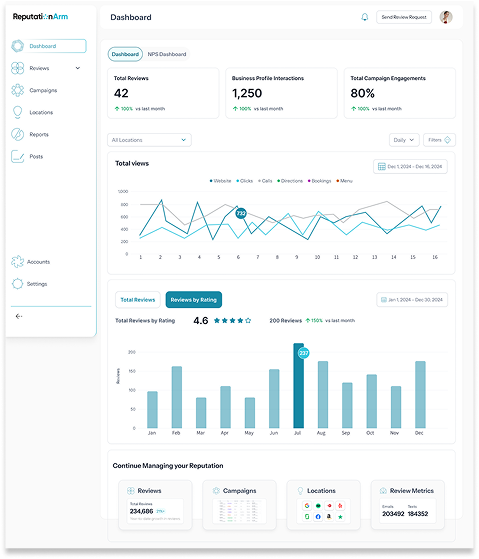 ReputationArm
Dashboard
Send Review Request
Dashboard
Reviews
Campaigns
Locations
Reports
Posts
Accounts
Settings
Dashboard
NPS Dashboard
Total Reviews
42
100% vs last month
Business Profile Interactions
1,250
100% vs last month
Total Campaign Engagements
80%
100% vs last month
All Locations
Daily
Filters
Total views
Dec 1, 2024 - Dec 16, 2024
Website Clicks Calls Directions Bookings Menu
1000
800
600
400
200
0
732
1 2 3 4 5 6 7 8 9 10 11 12 13 14 15 16
Total Reviews
Reviews by Rating
Jan 1, 2024 - Dec 30, 2024
Total Reviews by Rating
4.6
200 Reviews
150% vs last month
Reviews
200
150
100
50
0
237
Jan Feb Mar Apr May Jun Jul Aug Sep Oct Nov Dec
Continue Managing your Reputation
Reviews
Total Reviews
234,686
Campaigns
Locations
Review Metrics
Emails
203492
Texts
184352